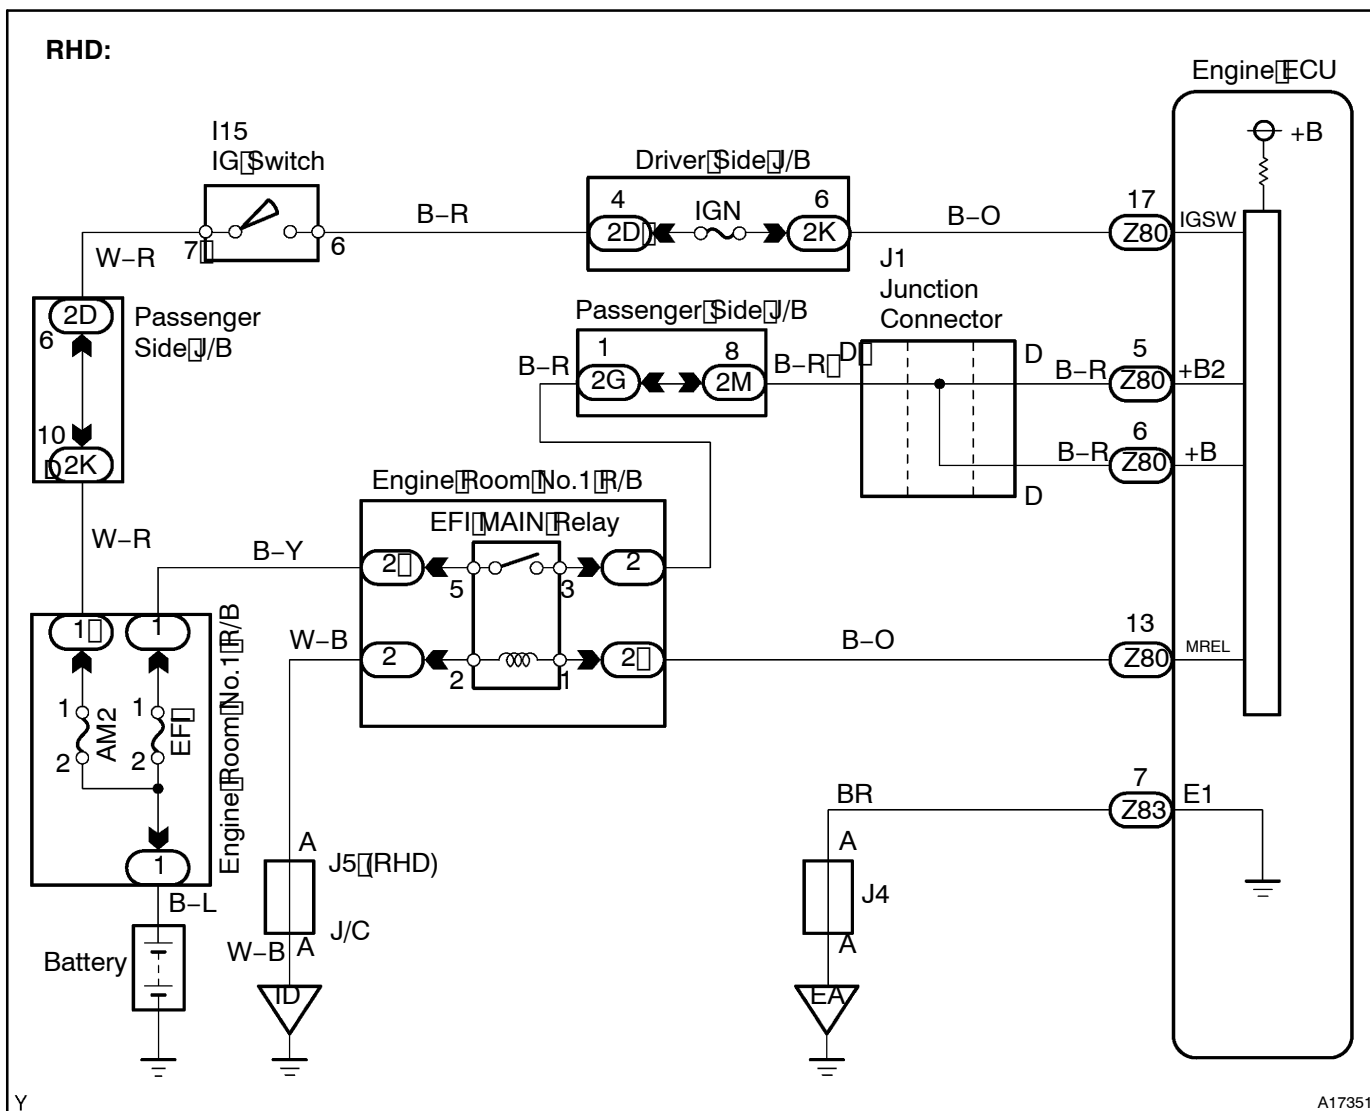 RHD:
Engine ECU
I15
IG Switch
Driver Side J/B
+B
4
IGN
6
17
B–R
B–O
2D
2K
Z80
IGSW
7
6
W–R
J1
Junction
Connector
2D
Passenger
Side J/B
6
Passenger Side J/B
1
8
D
D
5
B–R
2G
2M
B–R
B–R
Z80
+B2
10
D
2K
6
B–R
Z80
+B
D
Engine Room No.1 R/B
EFI MAIN Relay
W–R
B–Y
2
5
3
2
1
1
Engine Room No.1 R/B
W–B
2
2
1
2
B–O
13
Z80
MREL
1
AM2
2
1
EFI
2
7
BR
Z83
E1
A
J5 (RHD)
A
1
J4
B–L
J/C
A
W–B
A
Battery
ID
EA
Y
A17351